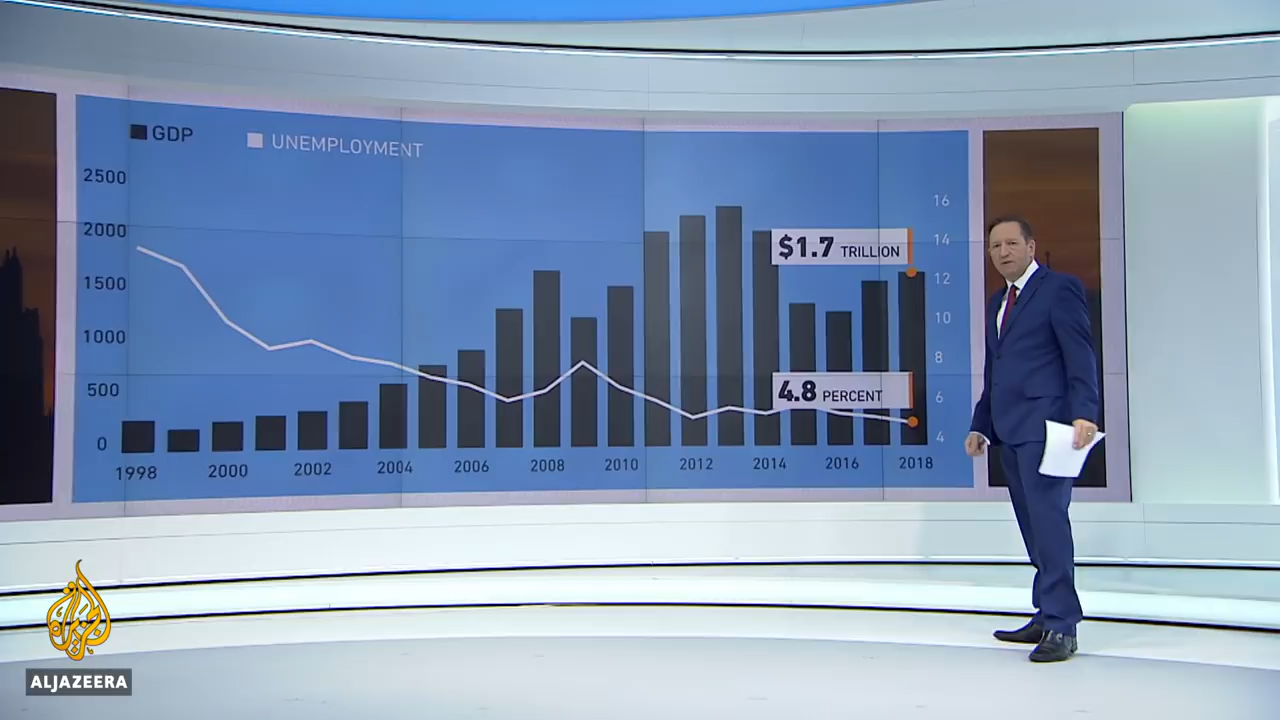 GDP
UNEMPLOYMENT
2500
2000
1500
1000
500
0
16
14
12
10
8
6
4
$1.7 TRILLION
4.8 PERCENT
1998 2000 2002 2004 2006 2008 2010 2012 2014 2016 2018
ALJAZEERA